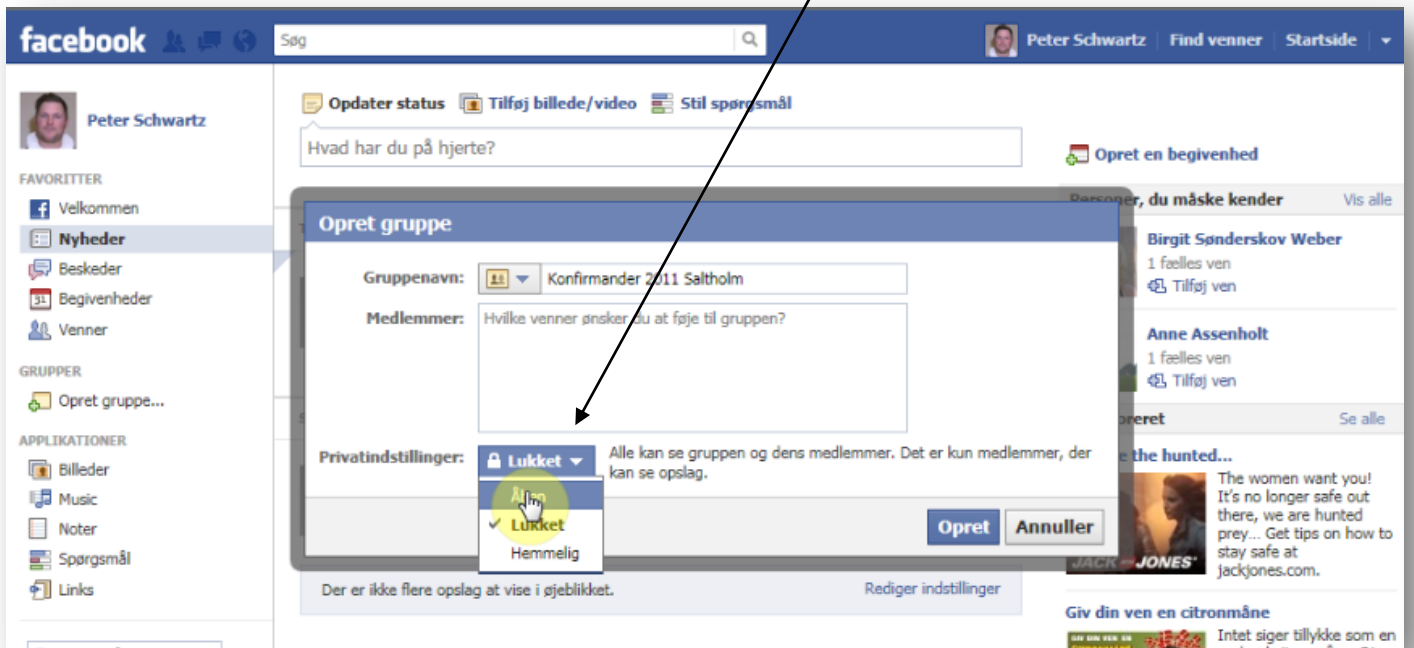 facebook
Søg
Peter Schwartz Find venner Startside
Peter Schwartz
FAVORITTER
Velkommen
Nyheder
Beskeder
31 Begivenheder
Venner
GRUPPER
Opret gruppe...
APPLIKATIONER
Billeder
Music
Noter
Spørgsmål
Links
Opdater status Tilføj billede/video Stil spørgsmål
Hvad har du på hjerte?
Opret gruppe
Gruppenavn: Konfirmander 2011 Saltholm
Medlemmer: Hvilke venner ønsker du at føje til gruppen?
Privatindstillinger: Lukket Alle kan se gruppen og dens medlemmer. Det er kun medlemmer, der
kan se opslag.
Lukket
Hemmelig
Opret Annuller
Der er ikke flere opslag at vise i øjeblikket. Rediger indstillinger
Opret en begivenhed
Personer, du måske kender Vis alle
Birgit Sønderskov Weber
1 fælles ven
Tilføj ven
Anne Assenholt
1 fælles ven
Tilføj ven
Se alle
the hunted...
The women want you!
It's no longer safe out
there, we are hunted
prey... Get tips on how to
stay safe at
jackjones.com.
JACK JONES
Giv din ven en citronmåne
Intet siger tillykke som en